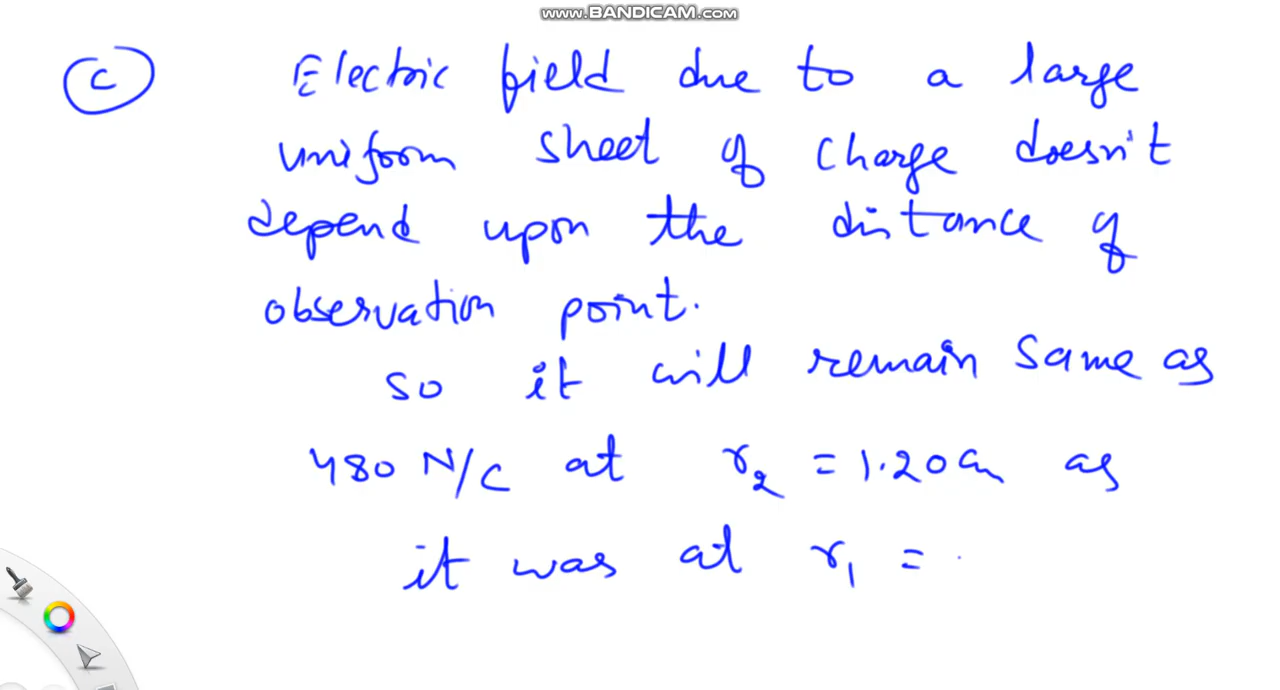 www.BANDICAM.com
c Electric field due to a large
uniform sheet of charge doesn't
depend upon the distance of
observation point.
so it will remain same as
480 N/C at r₂ = 1.20cm as
it was at r₁ = .